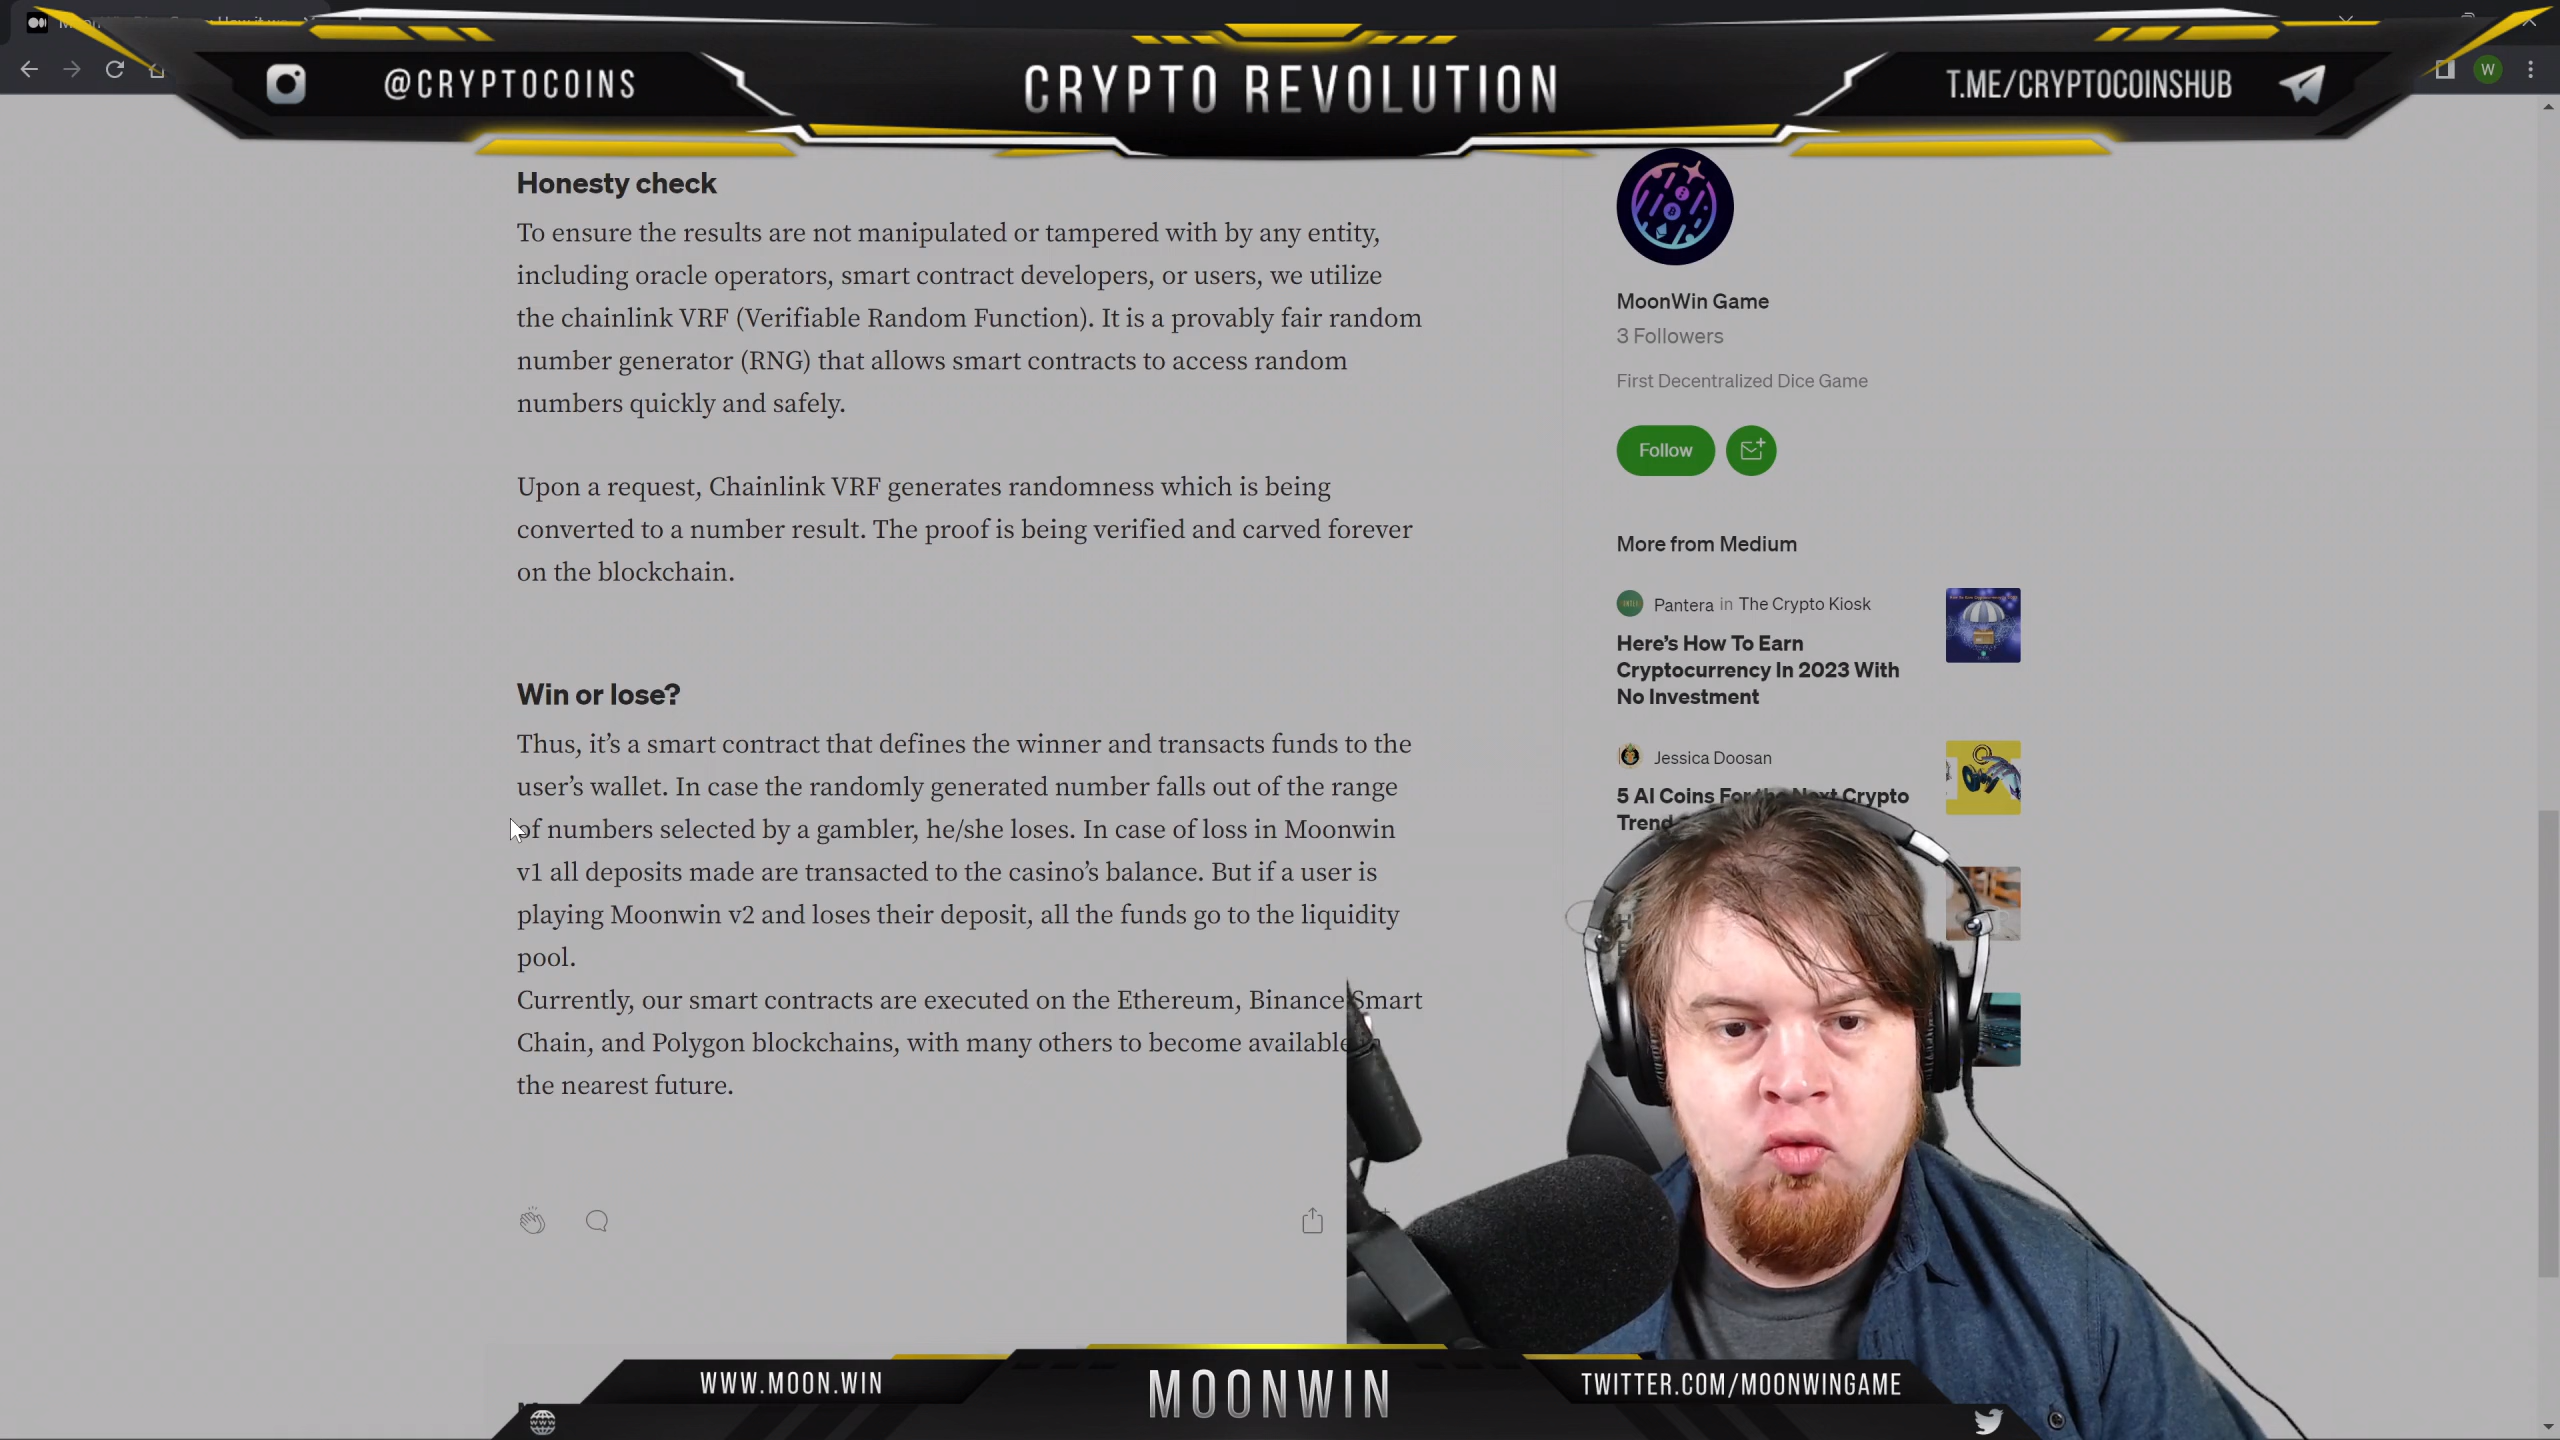 @CRYPTOCOINS
CRYPTO REVOLUTION
T.ME/CRYPTOCOINSHUB
W
Honesty check
To ensure the results are not manipulated or tampered with by any entity,
including oracle operators, smart contract developers, or users, we utilize
the chainlink VRF (Verifiable Random Function). It is a provably fair random
number generator (RNG) that allows smart contracts to access random
numbers quickly and safely.
Upon a request, Chainlink VRF generates randomness which is being
converted to a number result. The proof is being verified and carved forever
on the blockchain.
Win or lose?
Thus, it’s a smart contract that defines the winner and transacts funds to the
user’s wallet. In case the randomly generated number falls out of the range
of numbers selected by a gambler, he/she loses. In case of loss in Moonwin
v1 all deposits made are transacted to the casino’s balance. But if a user is
playing Moonwin v2 and loses their deposit, all the funds go to the liquidity
pool.
Currently, our smart contracts are executed on the Ethereum, Binance Smart
Chain, and Polygon blockchains, with many others to become available
the nearest future.
MoonWin Game
3 Followers
First Decentralized Dice Game
Follow
More from Medium
Pantera in The Crypto Kiosk
Here’s How To Earn
Cryptocurrency In 2023 With
No Investment
Jessica Doosan
5 AI Coins For the Next Crypto
Trend
WWW.MOON.WIN
MOONWIN
TWITTER.COM/MOONWINGAME